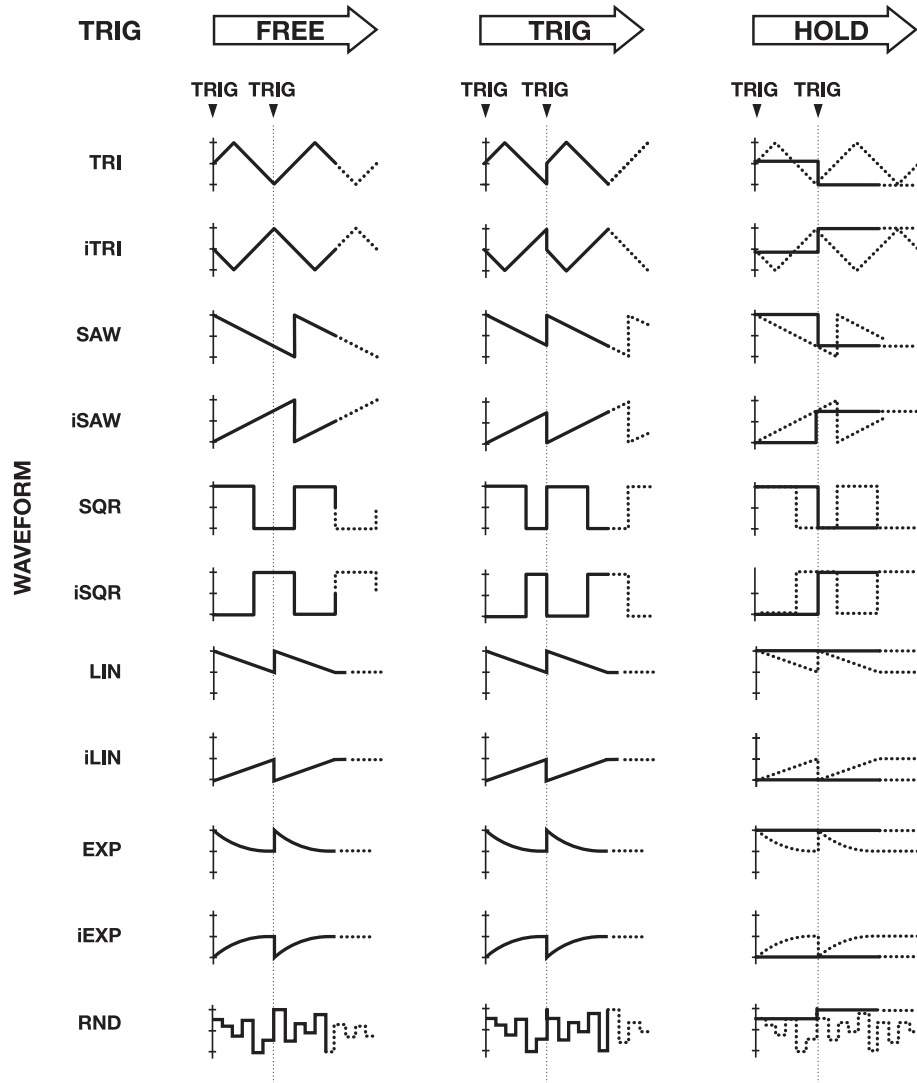 TRIG FREE TRIG HOLD
TRIG TRIG TRIG TRIG TRIG TRIG
TRI
iTRI
SAW
iSAW
WAVEFORM
SQR
iSQR
LIN
iLIN
EXP
iEXP
RND